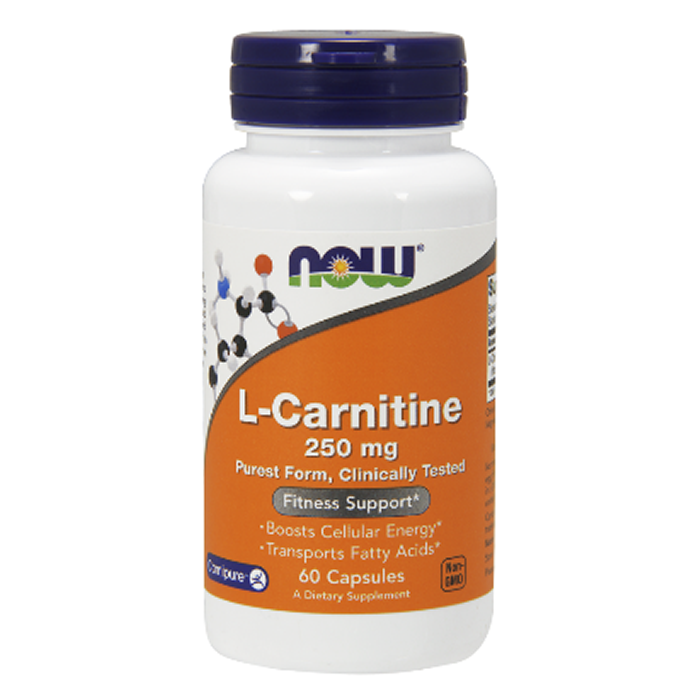 NOW®
L-Carnitine
250 mg
Purest Form, Clinically Tested
Fitness Support*
•Boosts Cellular Energy*
•Transports Fatty Acids*
60 Capsules
A Dietary Supplement
Carnipure™
Non-
GMO